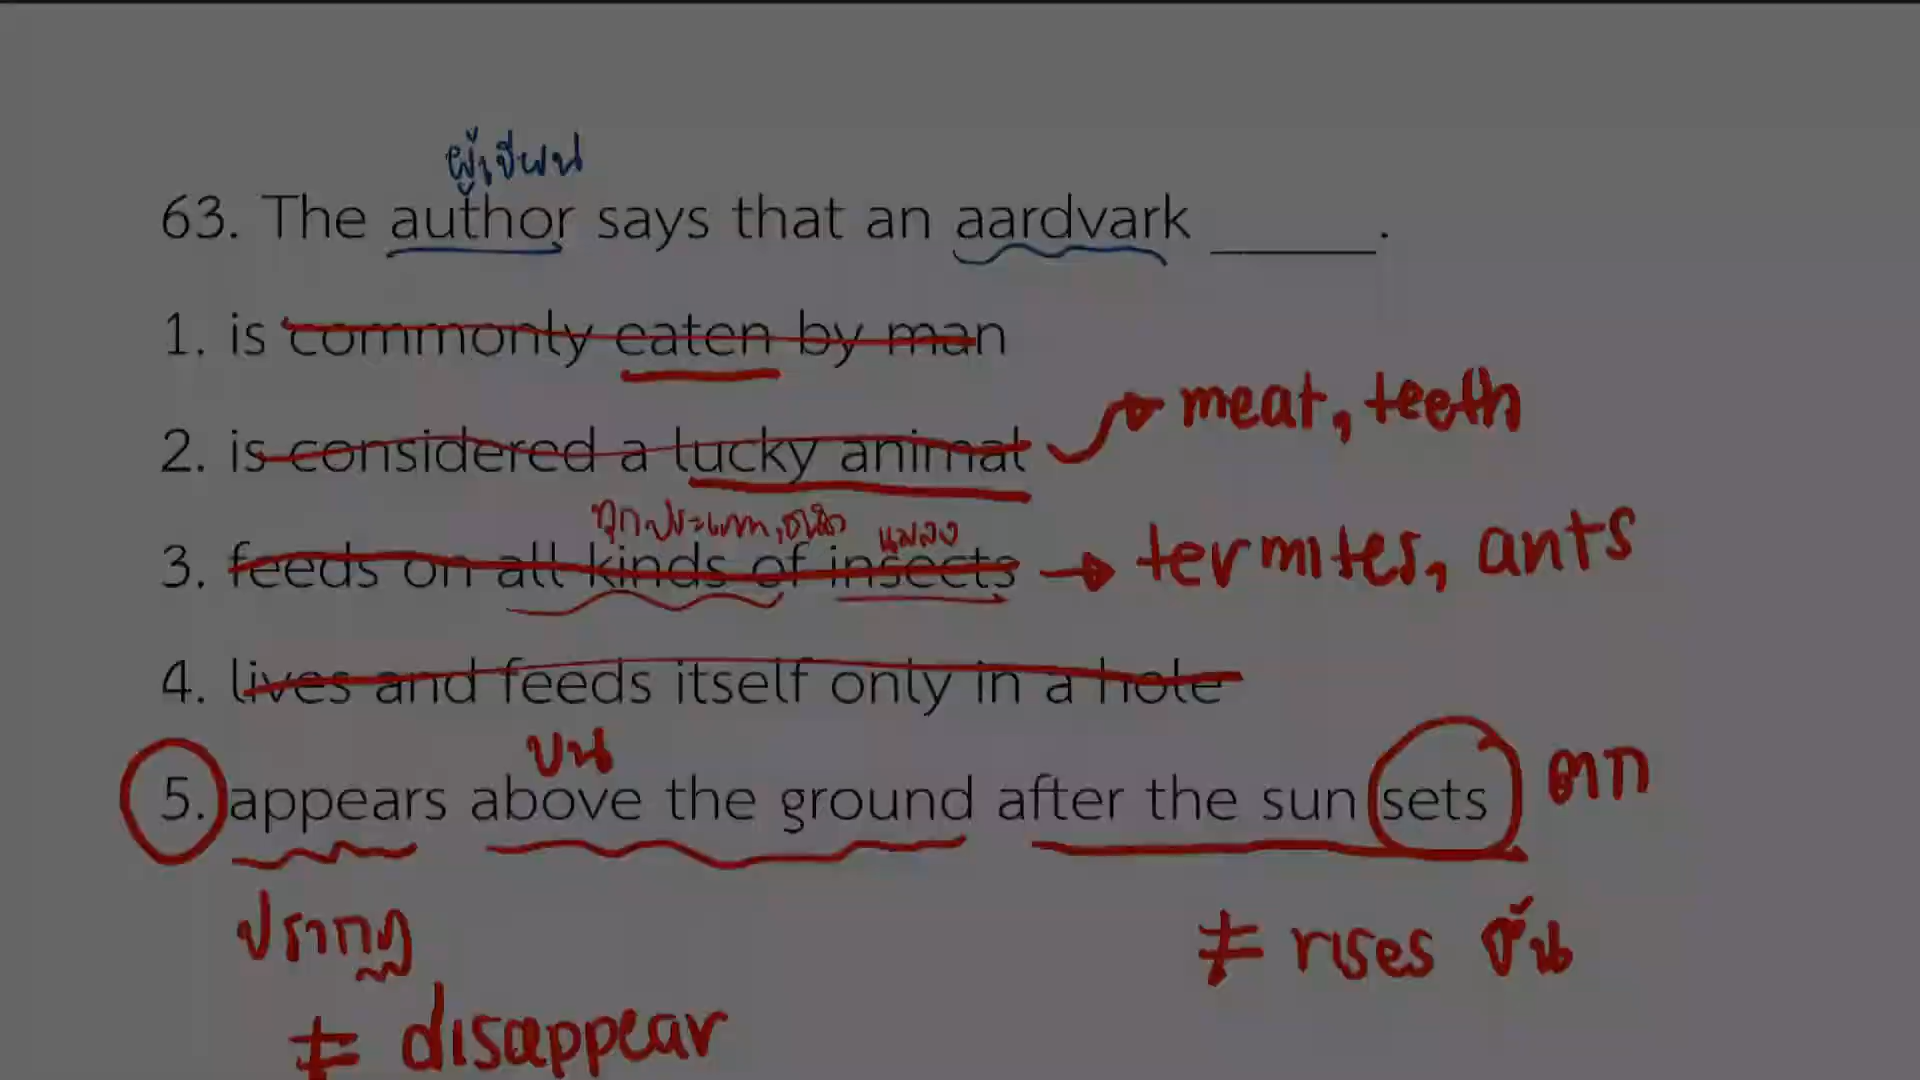 ผู้เขียน
63. The author says that an aardvark ______.
1. is commonly eaten by man
meat, teeth
2. is considered a lucky animal
ทุกประเภท, ชนิด แมลง
3. feeds on all kinds of insects → termites, ants
4. lives and feeds itself only in a hole
บน
5. appears above the ground after the sun sets ตก
ปรากฏ
≠ rises ขึ้น
≠ disappear